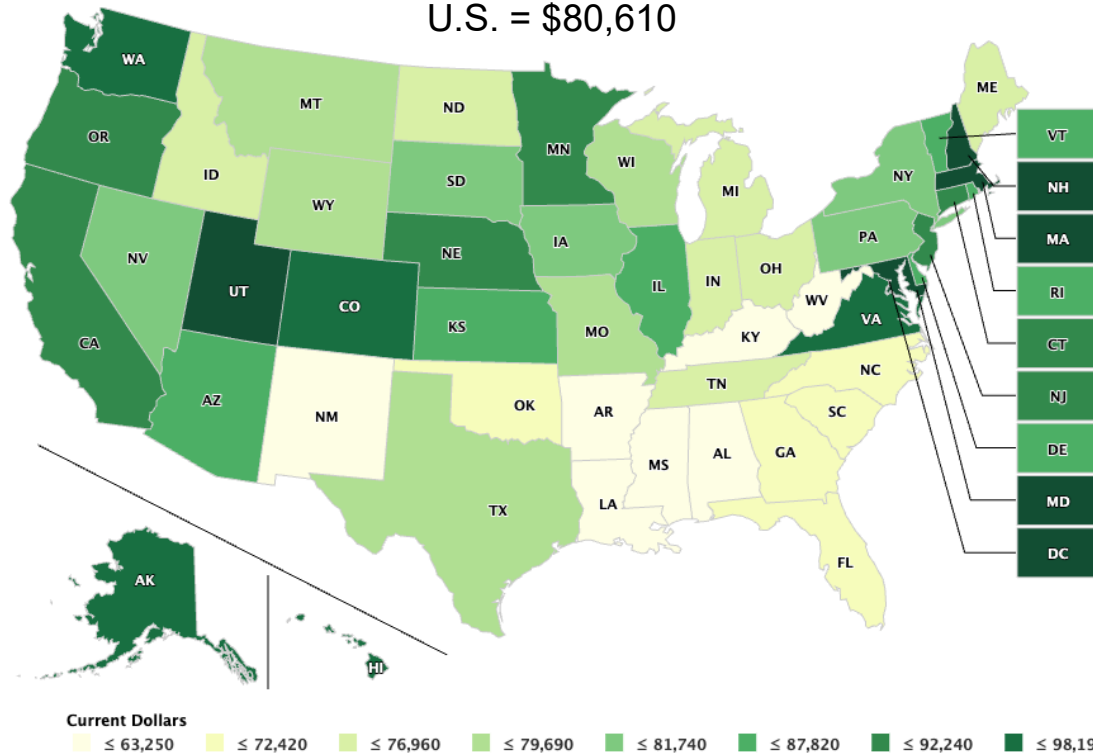 U.S. = $80,610
WA
ME
MT
ND
VT
OR
MN
ID
WI
SD
NY
NH
MI
WY
MA
IA
PA
NE
NV
OH
IN
IL
RI
UT
WV
CO
VA
KS
MO
KY
CA
CT
NC
TN
NJ
AZ
OK
SC
AR
NM
GA
DE
AL
MS
MD
LA
TX
DC
FL
AK
HI
Current Dollars
≤ 63,250 ≤ 72,420 ≤ 76,960 ≤ 79,690 ≤ 81,740 ≤ 87,820 ≤ 92,240 ≤ 98,19